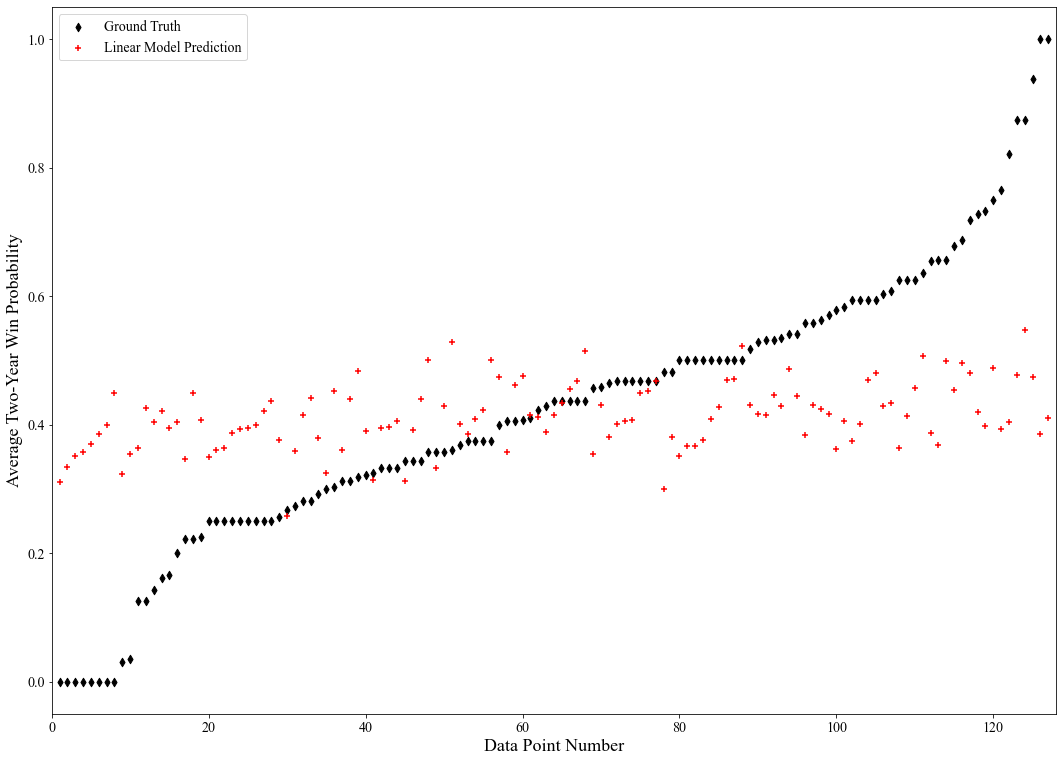 Ground Truth
Linear Model Prediction
1.0
0.8
0.6
0.4
0.2
0.0
Average Two-Year Win Probability
0 20 40 60 80 100 120
Data Point Number